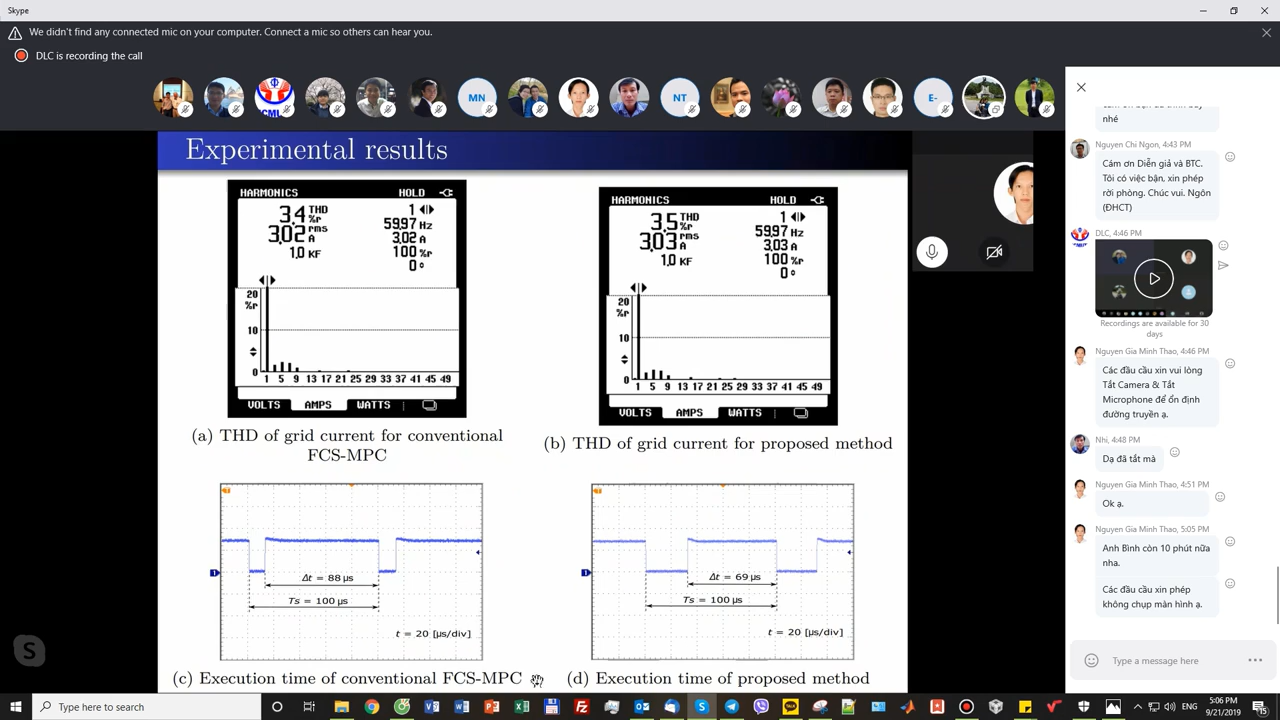 Skype
We didn't find any connected mic on your computer. Connect a mic so others can hear you.
DLC is recording the call
MN
NT
E-
Experimental results
HARMONICS HOLD
3.4 THD %r 1
3.02 rms A 59.97 Hz
3.02 A
1.0 KF 100 %r
0 °
20
%r
10
0
1 5 9 13 17 21 25 29 33 37 41 45 49
VOLTS AMPS WATTS
(a) THD of grid current for conventional
FCS-MPC
HARMONICS HOLD
3.5 THD %r 1
3.03 rms A 59.97 Hz
3.03 A
1.0 KF 100 %r
0 °
20
%r
10
0
1 5 9 13 17 21 25 29 33 37 41 45 49
VOLTS AMPS WATTS
(b) THD of grid current for proposed method
1
Δt = 88 µs
Ts = 100 µs
t = 20 [µs/div]
(c) Execution time of conventional FCS-MPC
1
Δt = 69 µs
Ts = 100 µs
t = 20 [µs/div]
(d) Execution time of proposed method
nhé
Nguyen Chi Ngon, 4:43 PM
Cám ơn Diễn giả và BTC.
Tôi có việc bận, xin phép
rời phòng. Chúc vui. Ngôn
(ĐHCT)
DLC, 4:46 PM
Recordings are available for 30
days
Nguyen Gia Minh Thao, 4:46 PM
Các đầu cầu xin vui lòng
Tắt Camera & Tắt
Microphone để ổn định
đường truyền ạ.
Nhi, 4:48 PM
Dạ đã tắt mà
Nguyen Gia Minh Thao, 4:51 PM
Ok ạ.
Nguyen Gia Minh Thao, 5:05 PM
Anh Bình còn 10 phút nữa
nha.
Các đầu cầu xin phép
không chụp màn hình ạ.
Type a message here
Type here to search
ENG
5:06 PM
9/21/2019
15